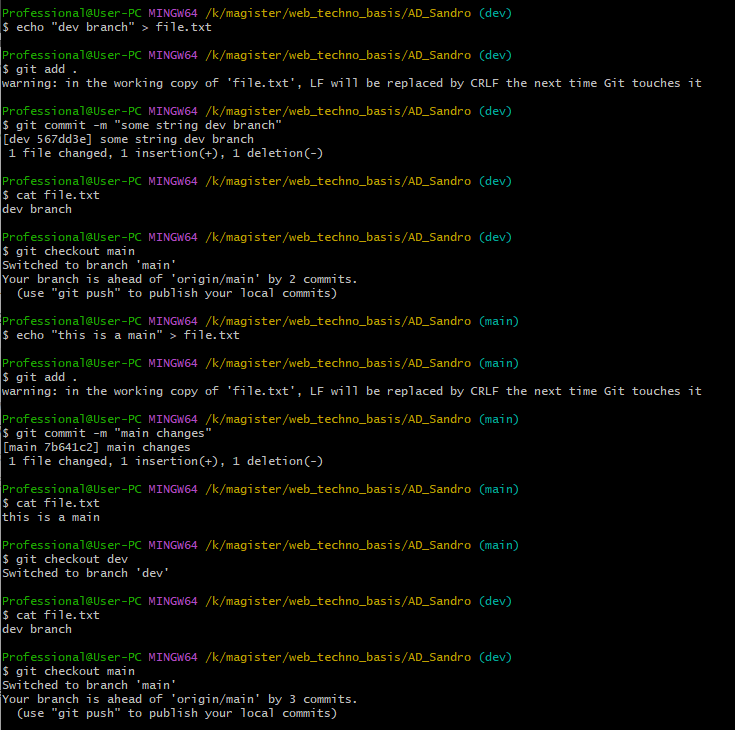 Professional@User-PC MINGW64 /k/magister/web_techno_basis/AD_Sandro (dev)
$ echo "dev branch" > file.txt
Professional@User-PC MINGW64 /k/magister/web_techno_basis/AD_Sandro (dev)
$ git add .
warning: in the working copy of 'file.txt', LF will be replaced by CRLF the next time Git touches it
Professional@User-PC MINGW64 /k/magister/web_techno_basis/AD_Sandro (dev)
$ git commit -m "some string dev branch"
[dev 567dd3e] some string dev branch
 1 file changed, 1 insertion(+), 1 deletion(-)
Professional@User-PC MINGW64 /k/magister/web_techno_basis/AD_Sandro (dev)
$ cat file.txt
dev branch
Professional@User-PC MINGW64 /k/magister/web_techno_basis/AD_Sandro (dev)
$ git checkout main
Switched to branch 'main'
Your branch is ahead of 'origin/main' by 2 commits.
  (use "git push" to publish your local commits)
Professional@User-PC MINGW64 /k/magister/web_techno_basis/AD_Sandro (main)
$ echo "this is a main" > file.txt
Professional@User-PC MINGW64 /k/magister/web_techno_basis/AD_Sandro (main)
$ git add .
warning: in the working copy of 'file.txt', LF will be replaced by CRLF the next time Git touches it
Professional@User-PC MINGW64 /k/magister/web_techno_basis/AD_Sandro (main)
$ git commit -m "main changes"
[main 7b641c2] main changes
 1 file changed, 1 insertion(+), 1 deletion(-)
Professional@User-PC MINGW64 /k/magister/web_techno_basis/AD_Sandro (main)
$ cat file.txt
this is a main
Professional@User-PC MINGW64 /k/magister/web_techno_basis/AD_Sandro (main)
$ git checkout dev
Switched to branch 'dev'
Professional@User-PC MINGW64 /k/magister/web_techno_basis/AD_Sandro (dev)
$ cat file.txt
dev branch
Professional@User-PC MINGW64 /k/magister/web_techno_basis/AD_Sandro (dev)
$ git checkout main
Switched to branch 'main'
Your branch is ahead of 'origin/main' by 3 commits.
  (use "git push" to publish your local commits)